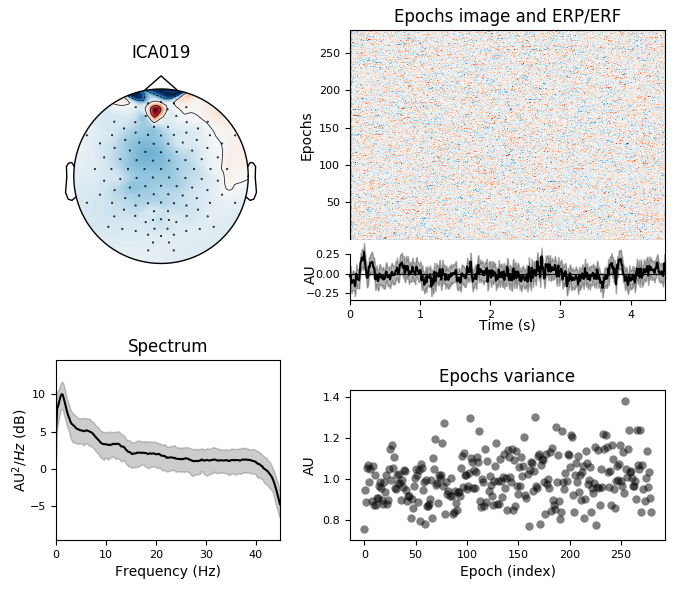 ICA019
Epochs image and ERP/ERF
Epochs
250
200
150
100
50
AU
0.25
0.00
−0.25
0 1 2 3 4
Time (s)
Spectrum
AU²/Hz (dB)
10
5
0
−5
0 10 20 30 40
Frequency (Hz)
Epochs variance
AU
1.4
1.2
1.0
0.8
0 50 100 150 200 250
Epoch (index)